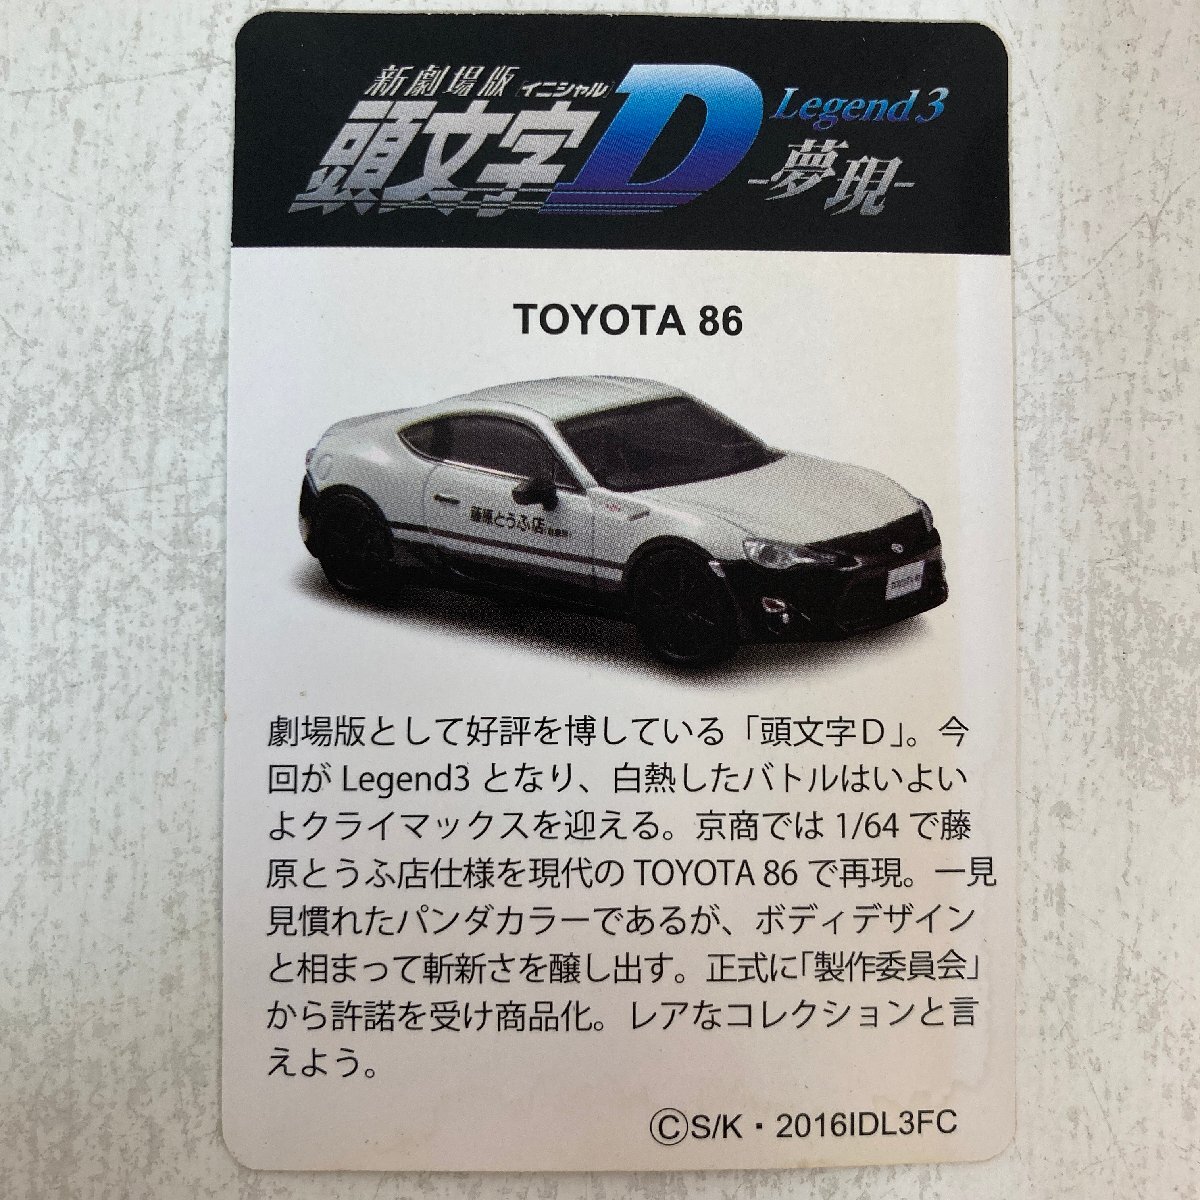 新劇場版 イニシャル
頭文字D Legend3
-夢現-
TOYOTA 86
藤原とうふ店
TOYOTA 86
劇場版として好評を博している「頭文字D」。今
回が Legend3 となり、白熱したバトルはいよい
よクライマックスを迎える。京商では 1/64 で藤
原とうふ店仕様を現代の TOYOTA 86 で再現。一見
見慣れたパンダカラーであるが、ボディデザイン
と相まって斬新さを醸し出す。正式に「製作委員会」
から許諾を受け商品化。レアなコレクションと言
えよう。
ⒸS/K・2016IDL3FC